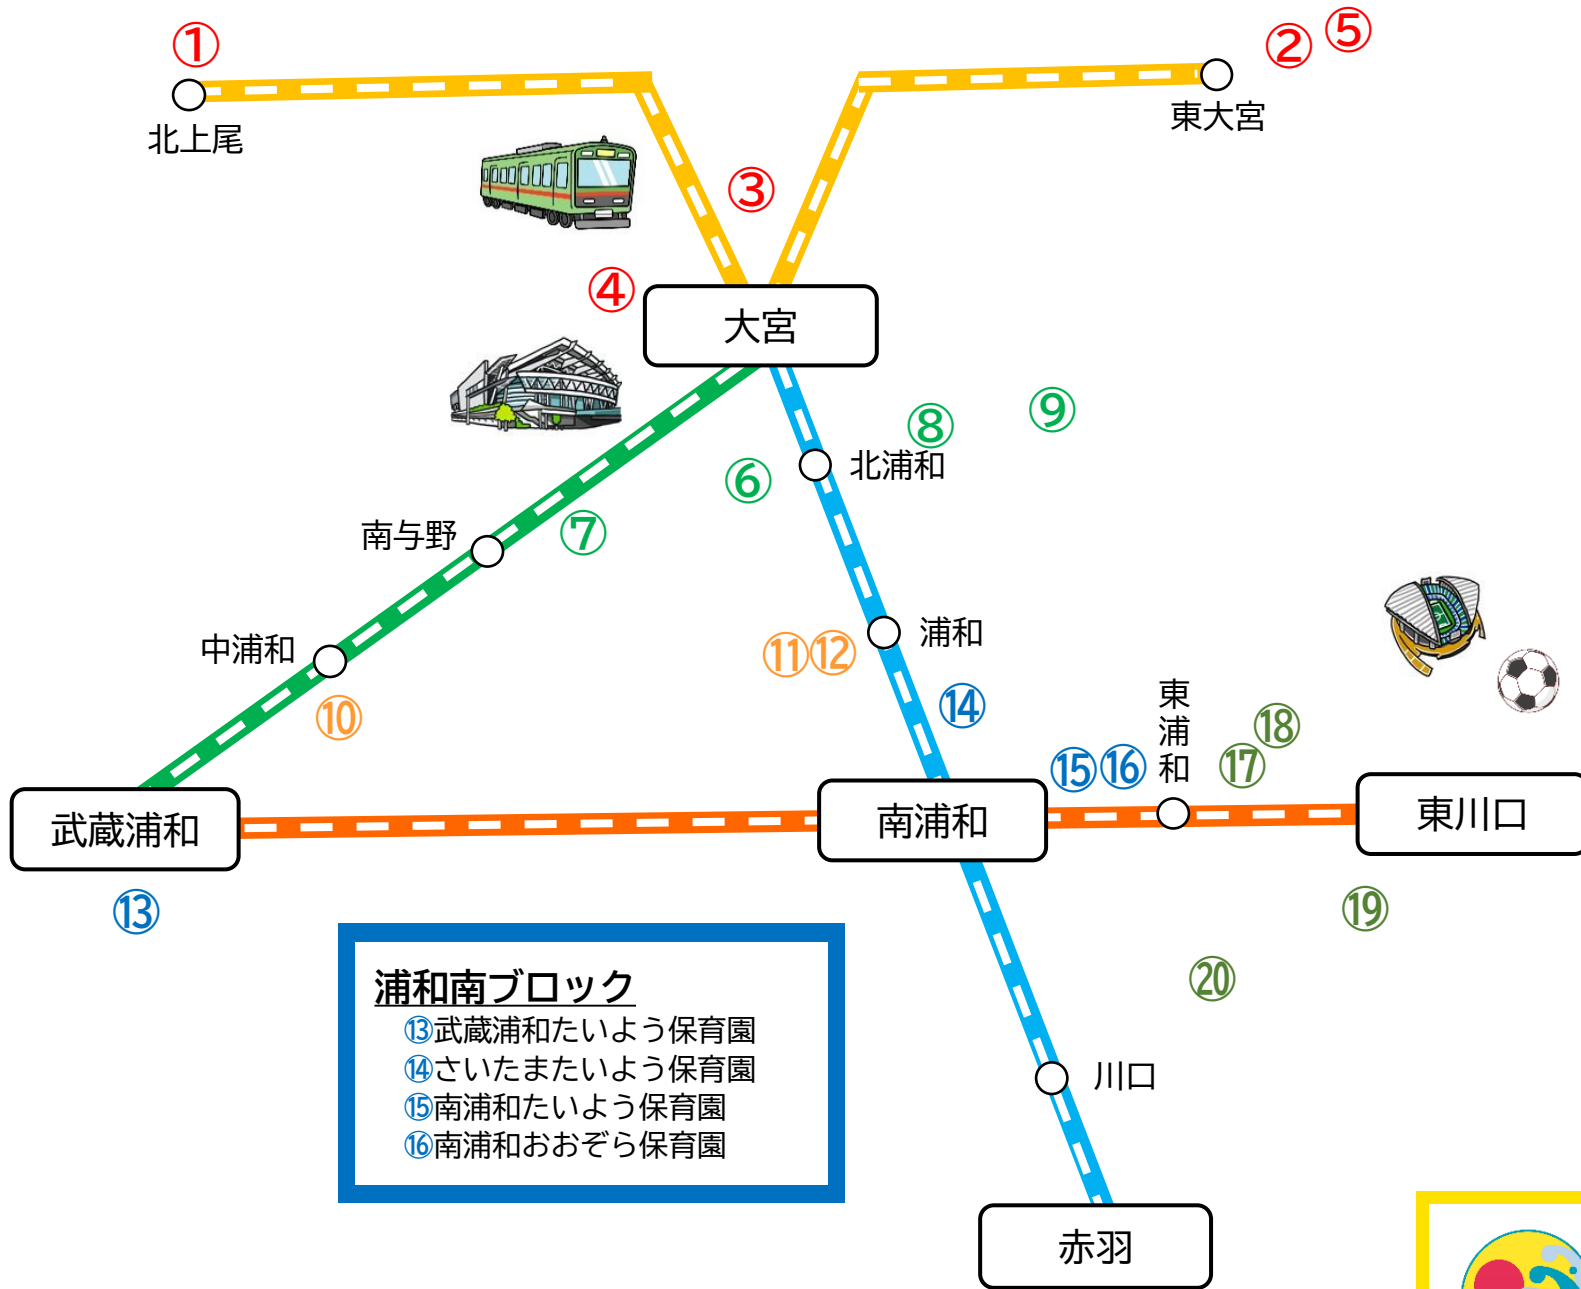 ①
② ⑤
北上尾
東大宮
③
④
大宮
⑧ ⑨
⑥ 北浦和
南与野 ⑦
中浦和
⑪⑫ 浦和
⑩
⑭
東浦和
⑮⑯
⑰⑱
武蔵浦和
南浦和
東川口
⑬
⑲
⑳
浦和南ブロック
⑬武蔵浦和たいよう保育園
⑭さいたまたいよう保育園
⑮南浦和たいよう保育園
⑯南浦和おおぞら保育園
川口
赤羽